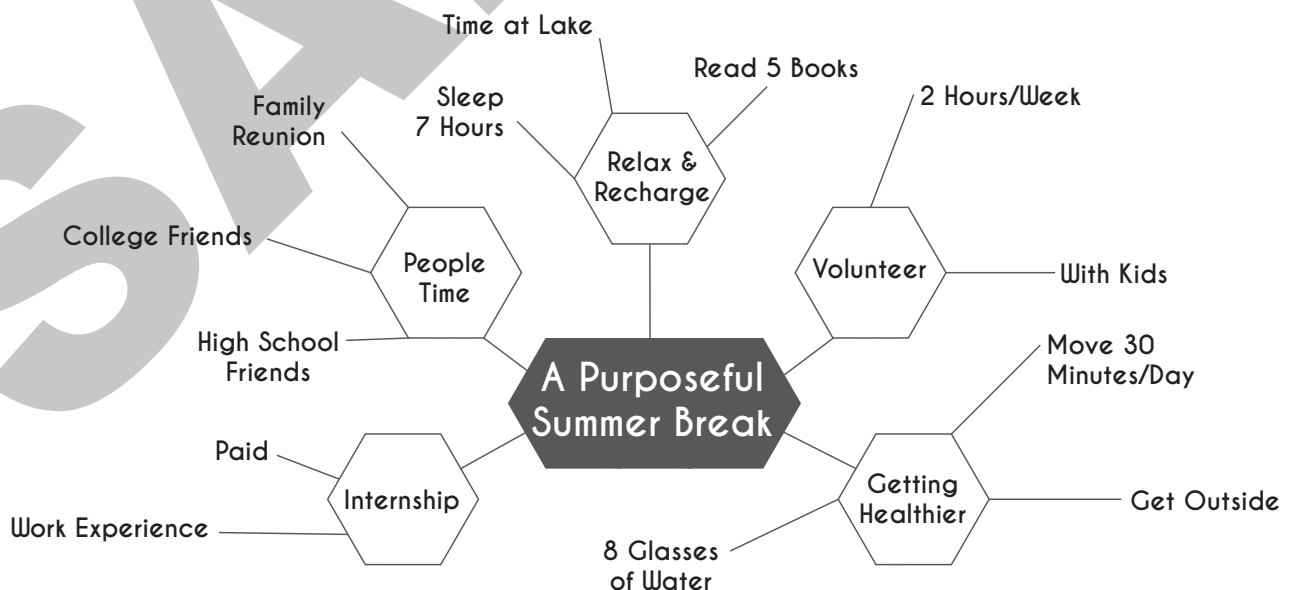 Time at Lake
Read 5 Books
Sleep
7 Hours
2 Hours/Week
Family
Reunion
Relax &
Recharge
College Friends
People
Time
Volunteer
With Kids
High School
Friends
Move 30
Minutes/Day
A Purposeful
Summer Break
Paid
Internship
Getting
Healthier
Get Outside
Work Experience
8 Glasses
of Water